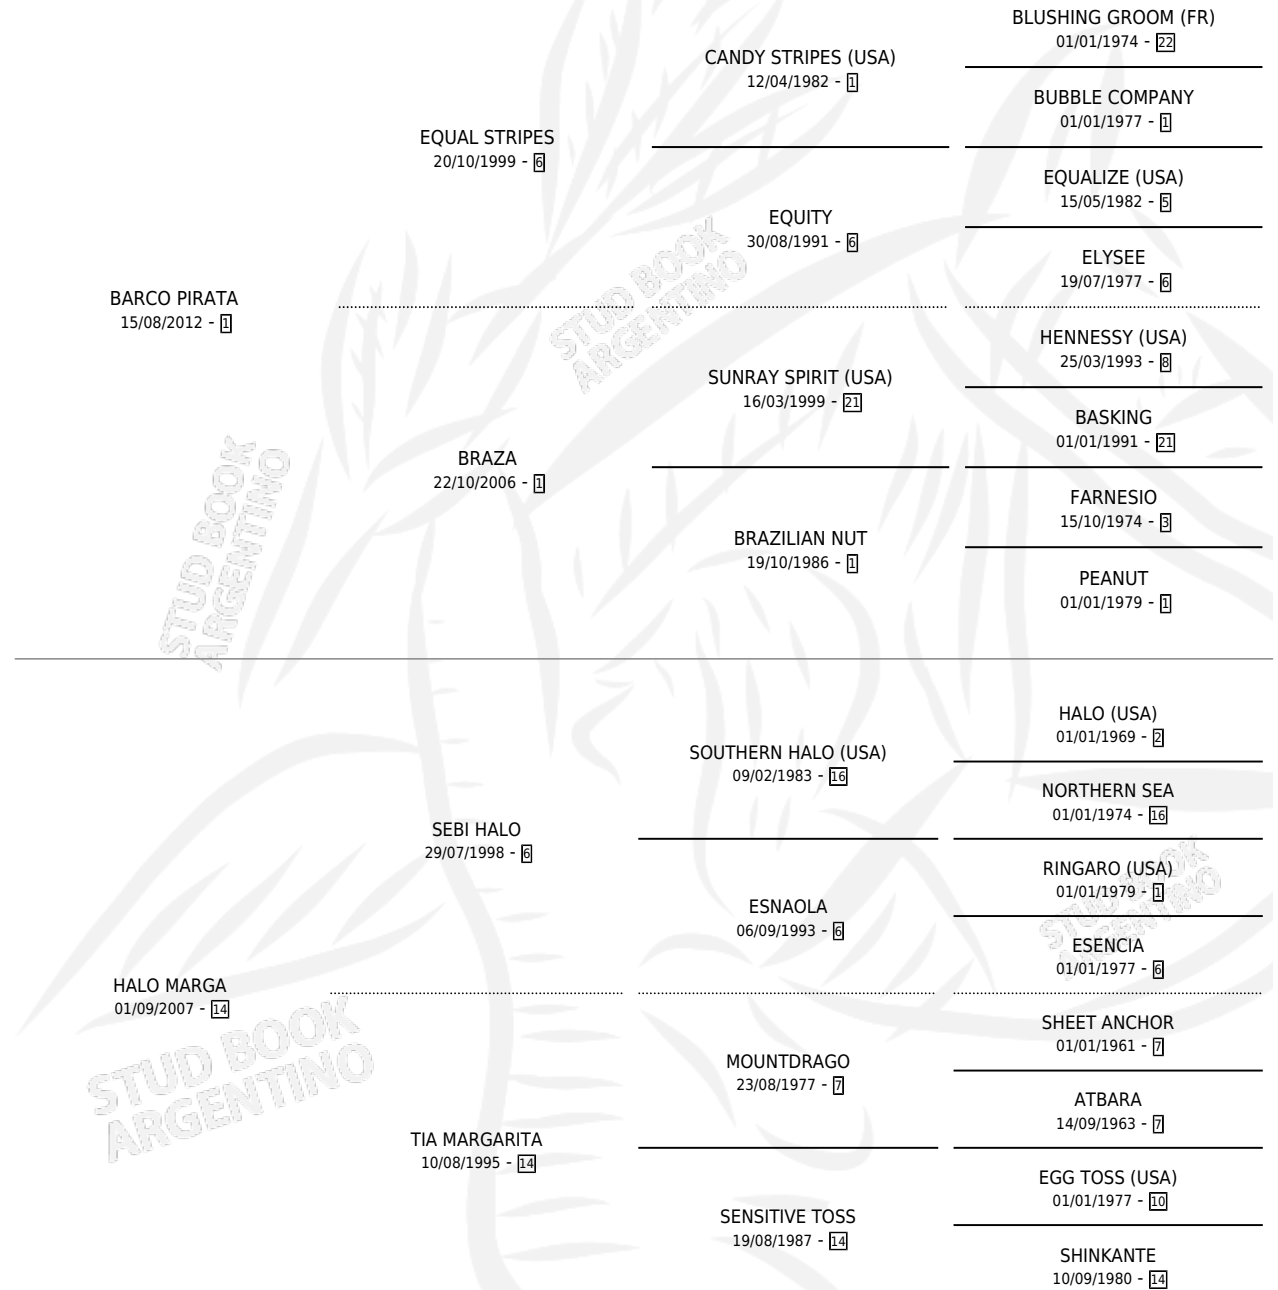 BLUSHING GROOM (FR)
01/01/1974 - 22
CANDY STRIPES (USA)
12/04/1982 - 1
BUBBLE COMPANY
01/01/1977 - 1
EQUAL STRIPES
20/10/1999 - 6
EQUALIZE (USA)
15/05/1982 - 5
EQUITY
30/08/1991 - 6
ELYSEE
19/07/1977 - 6
BARCO PIRATA
15/08/2012 - 1
HENNESSY (USA)
25/03/1993 - 8
SUNRAY SPIRIT (USA)
16/03/1999 - 21
BASKING
01/01/1991 - 21
BRAZA
22/10/2006 - 1
FARNESIO
15/10/1974 - 3
BRAZILIAN NUT
19/10/1986 - 1
PEANUT
01/01/1979 - 1
STUD BOOK
ARGENTINO
STUD BOOK
ARGENTINO
HALO (USA)
01/01/1969 - 2
SOUTHERN HALO (USA)
09/02/1983 - 16
NORTHERN SEA
01/01/1974 - 16
SEBI HALO
29/07/1998 - 6
RINGARO (USA)
01/01/1979 - 1
ESNAOLA
06/09/1993 - 6
ESENCIA
01/01/1977 - 6
HALO MARGA
01/09/2007 - 14
SHEET ANCHOR
01/01/1961 - 7
MOUNTDRAGO
23/08/1977 - 7
ATBARA
14/09/1963 - 7
TIA MARGARITA
10/08/1995 - 14
EGG TOSS (USA)
01/01/1977 - 10
SENSITIVE TOSS
19/08/1987 - 14
SHINKANTE
10/09/1980 - 14
STUD BOOK
ARGENTINO
STUD BOOK
ARGENTINO